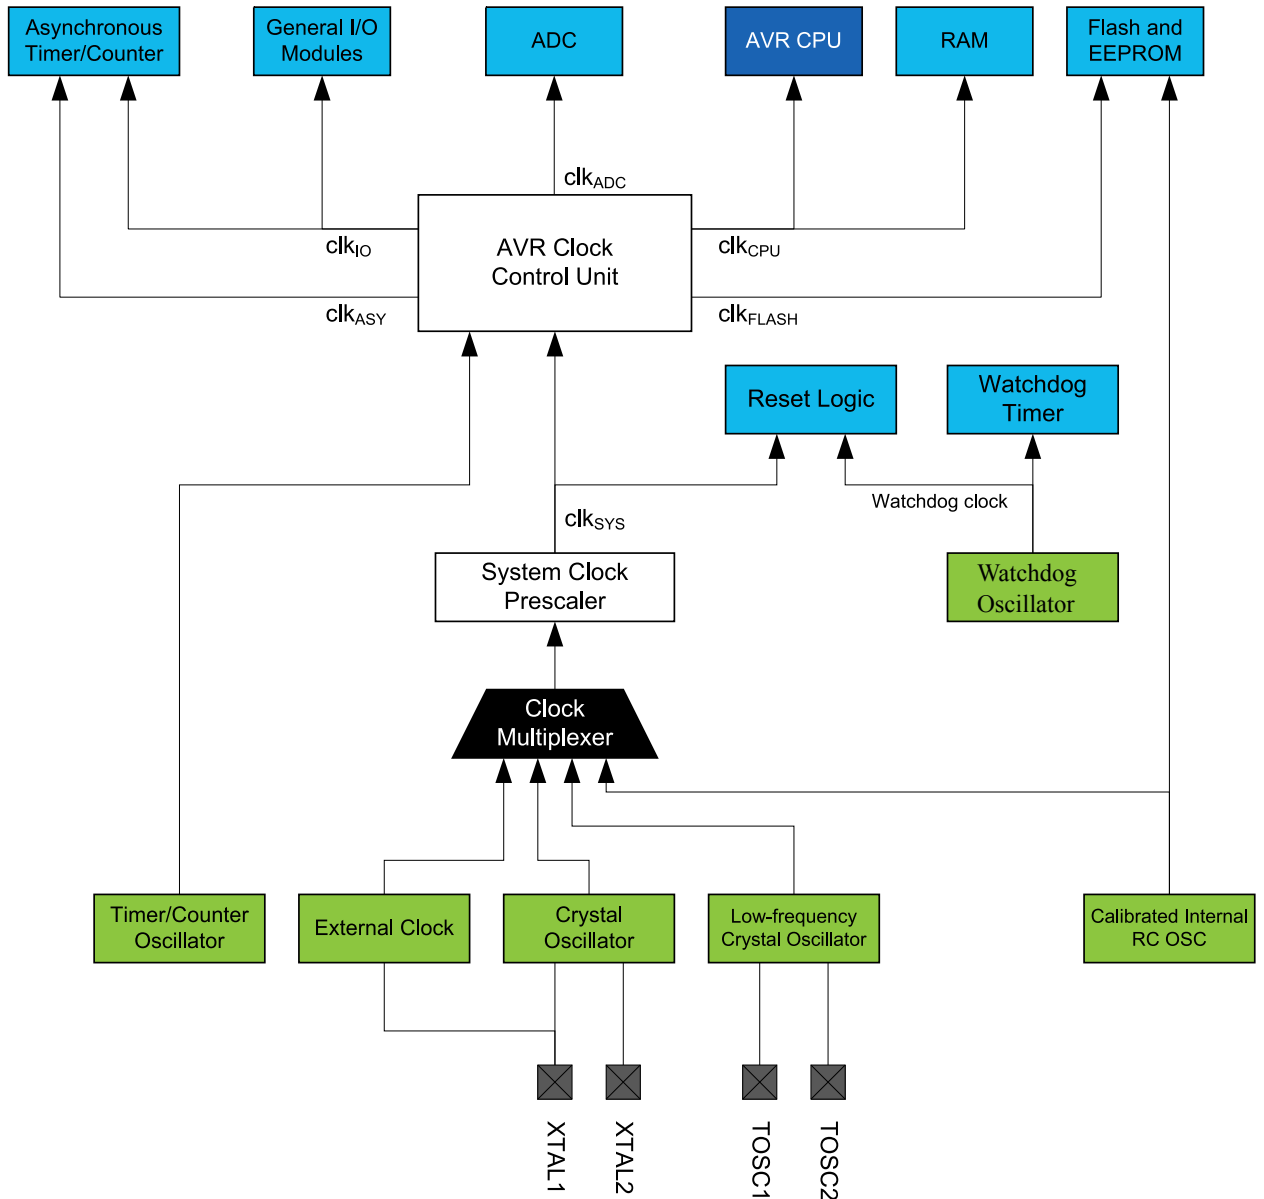 Asynchronous
Timer/Counter
General I/O
Modules
ADC
AVR CPU
RAM
Flash and
EEPROM
clkADC
clkIO
clkASY
AVR Clock
Control Unit
clkCPU
clkFLASH
Reset Logic
Watchdog
Timer
Watchdog clock
clkSYS
System Clock
Prescaler
Watchdog
Oscillator
Clock
Multiplexer
Timer/Counter
Oscillator
External Clock
Crystal
Oscillator
Low-frequency
Crystal Oscillator
Calibrated Internal
RC OSC
XTAL1
XTAL2
TOSC1
TOSC2